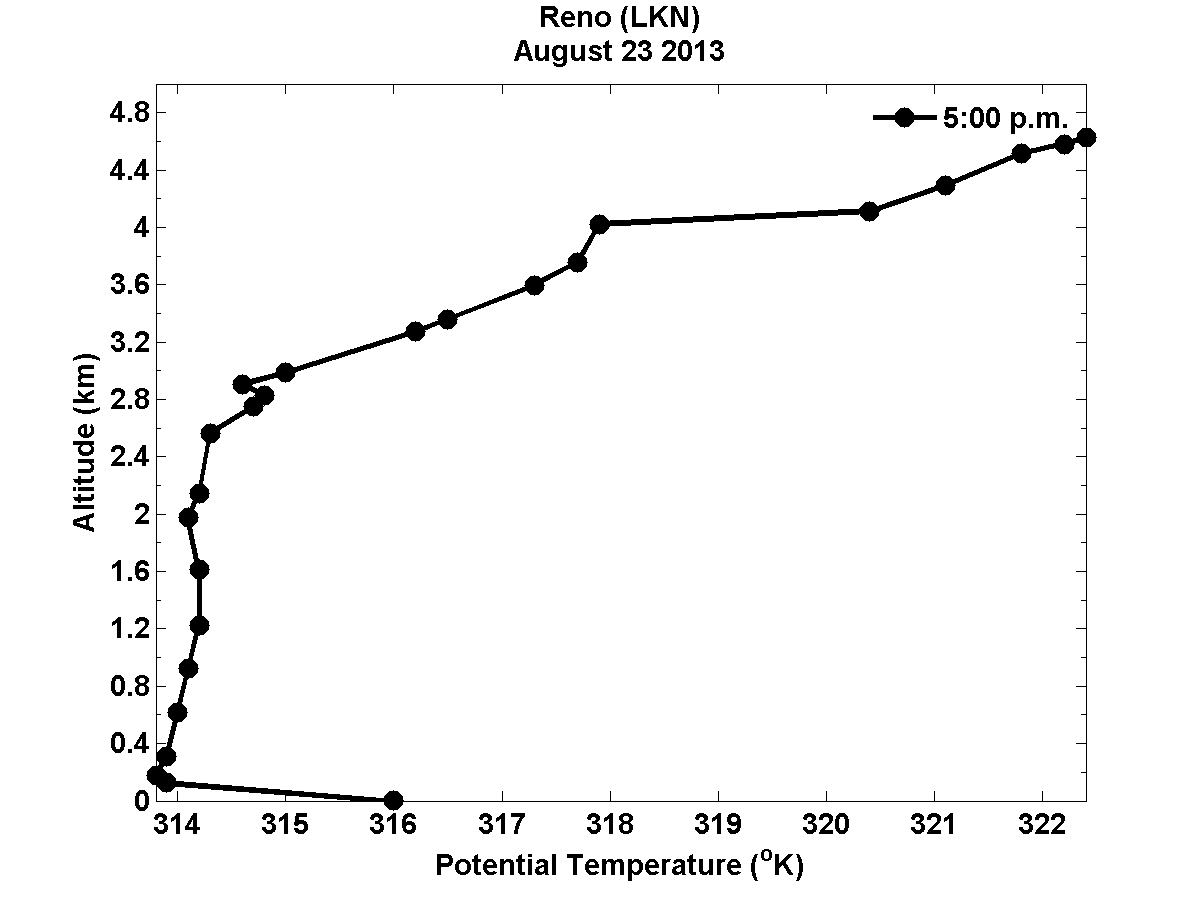 Reno (LKN)
August 23 2013
5:00 p.m.
4.8
4.4
4
3.6
3.2
2.8
2.4
2
1.6
1.2
0.8
0.4
0
Altitude (km)
314 315 316 317 318 319 320 321 322
Potential Temperature (°K)